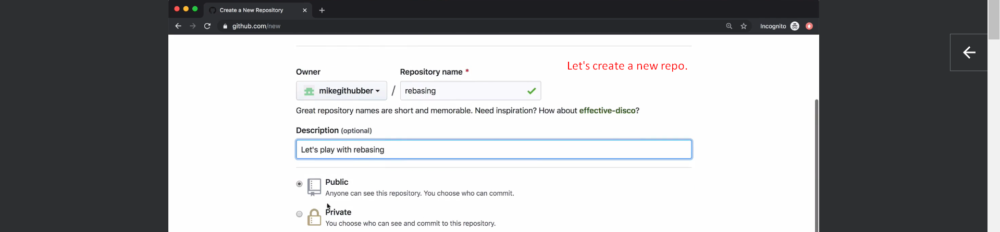 Create a New Repository
github.com/new
Incognito
Let's create a new repo.
Owner
Repository name *
mikegithubber / rebasing
Great repository names are short and memorable. Need inspiration? How about effective-disco?
Description (optional)
Let's play with rebasing
Public
Anyone can see this repository. You choose who can commit.
Private
You choose who can see and commit to this repository.